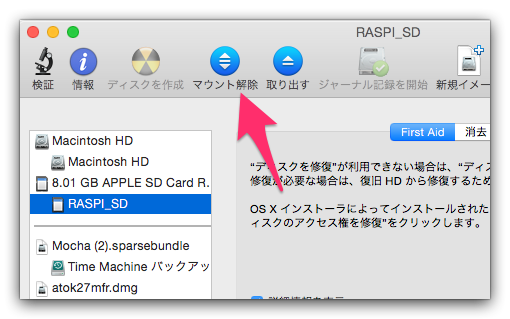 RASPI_SD
検証
情報
ディスクを作成
マウント解除
取り出す
ジャーナル記録を開始
新規イメー
Macintosh HD
Macintosh HD
8.01 GB APPLE SD Card R...
RASPI_SD
Mocha (2).sparsebundle
Time Machine バックアッ
atok27mfr.dmg
First Aid
消去
“ディスクを修復”が利用できない場合は、“ディス
修復が必要な場合は、復旧 HD から修復するため
OS X インストーラによってインストールされた
ィスクのアクセス権を修復”をクリックします。